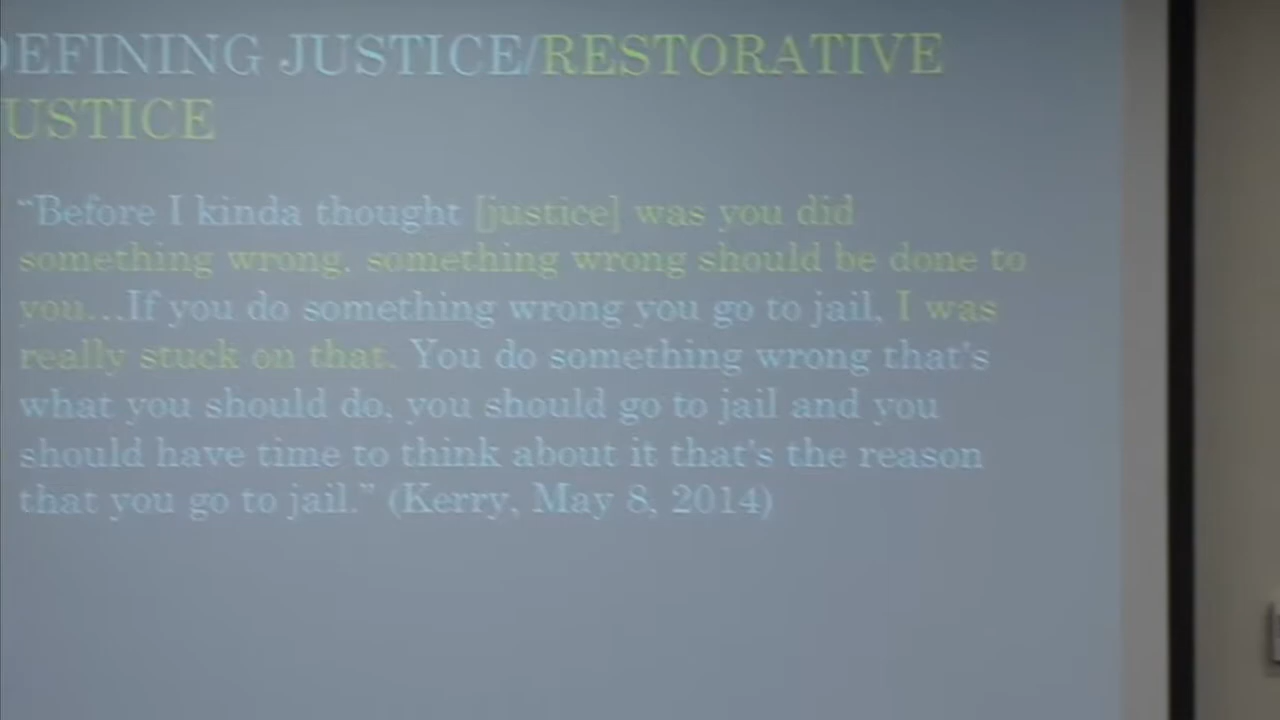 DEFINING JUSTICE/RESTORATIVE
JUSTICE
“Before I kinda thought [justice] was you did
something wrong, something wrong should be done to
you…If you do something wrong you go to jail, I was
really stuck on that. You do something wrong that's
what you should do, you should go to jail and you
should have time to think about it that's the reason
that you go to jail.” (Kerry, May 8, 2014)